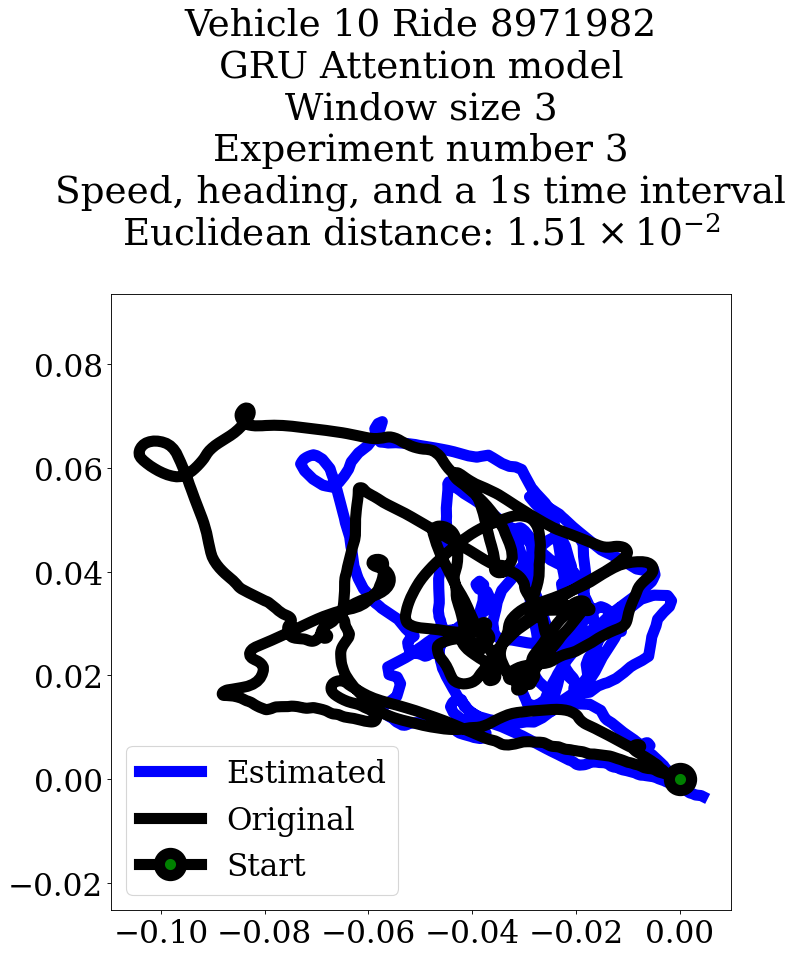 Vehicle 10 Ride 8971982
GRU Attention model
Window size 3
Experiment number 3
Speed, heading, and a 1s time interval
Euclidean distance: 1.51 × 10⁻²
0.08
0.06
0.04
0.02
0.00
−0.02
Estimated
Original
Start
−0.10 −0.08 −0.06 −0.04 −0.02 0.00